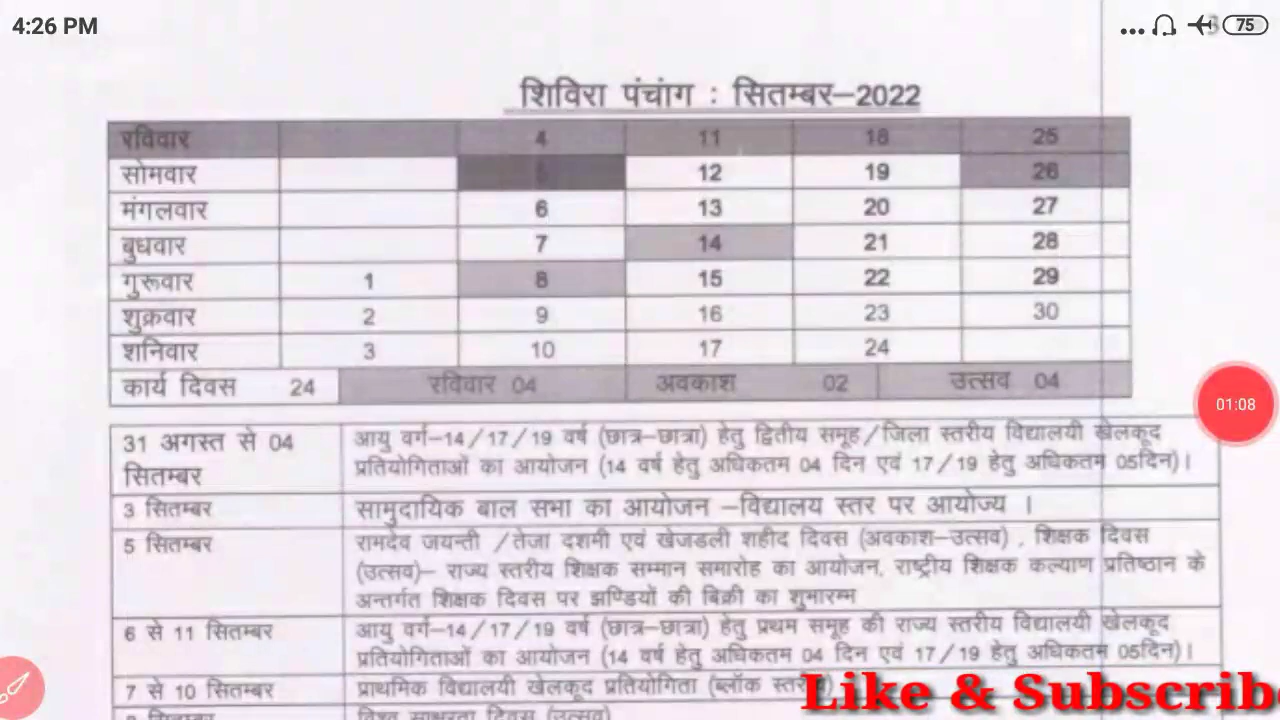 4:26 PM
75
शिविरा पंचांग : सितम्बर–2022
रविवार 4 11 18 25
सोमवार 5 12 19 26
मंगलवार 6 13 20 27
बुधवार 7 14 21 28
गुरूवार 1 8 15 22 29
शुक्रवार 2 9 16 23 30
शनिवार 3 10 17 24
कार्य दिवस 24 रविवार 04 अवकाश 02 उत्सव 04
31 अगस्त से 04 आयु वर्ग–14/17/19 वर्ष (छात्र–छात्रा) हेतु द्वितीय समूह/जिला स्तरीय विद्यालयी खेलकूद
सितम्बर प्रतियोगिताओं का आयोजन (14 वर्ष हेतु अधिकतम 04 दिन एवं 17/19 हेतु अधिकतम 05दिन)।
3 सितम्बर सामुदायिक बाल सभा का आयोजन –विद्यालय स्तर पर आयोज्य ।
5 सितम्बर रामदेव जयन्ती /तेजा दशमी एवं खेजडली शहीद दिवस (अवकाश–उत्सव) , शिक्षक दिवस
(उत्सव)– राज्य स्तरीय शिक्षक सम्मान समारोह का आयोजन, राष्ट्रीय शिक्षक कल्याण प्रतिष्ठान के
अन्तर्गत शिक्षक दिवस पर झण्डियों की बिक्री का शुभारम्भ
6 से 11 सितम्बर आयु वर्ग–14/17/19 वर्ष (छात्र–छात्रा) हेतु प्रथम समूह की राज्य स्तरीय विद्यालयी खेलकूद
प्रतियोगिताओं का आयोजन (14 वर्ष हेतु अधिकतम 04 दिन एवं 17/19 हेतु अधिकतम 05दिन)।
7 से 10 सितम्बर प्राथमिक विद्यालयी खेलकूद प्रतियोगिता (ब्लॉक
8 सितम्बर विश्व साक्षरता दिवस (उत्सव)
01:08
Like & Subscrib